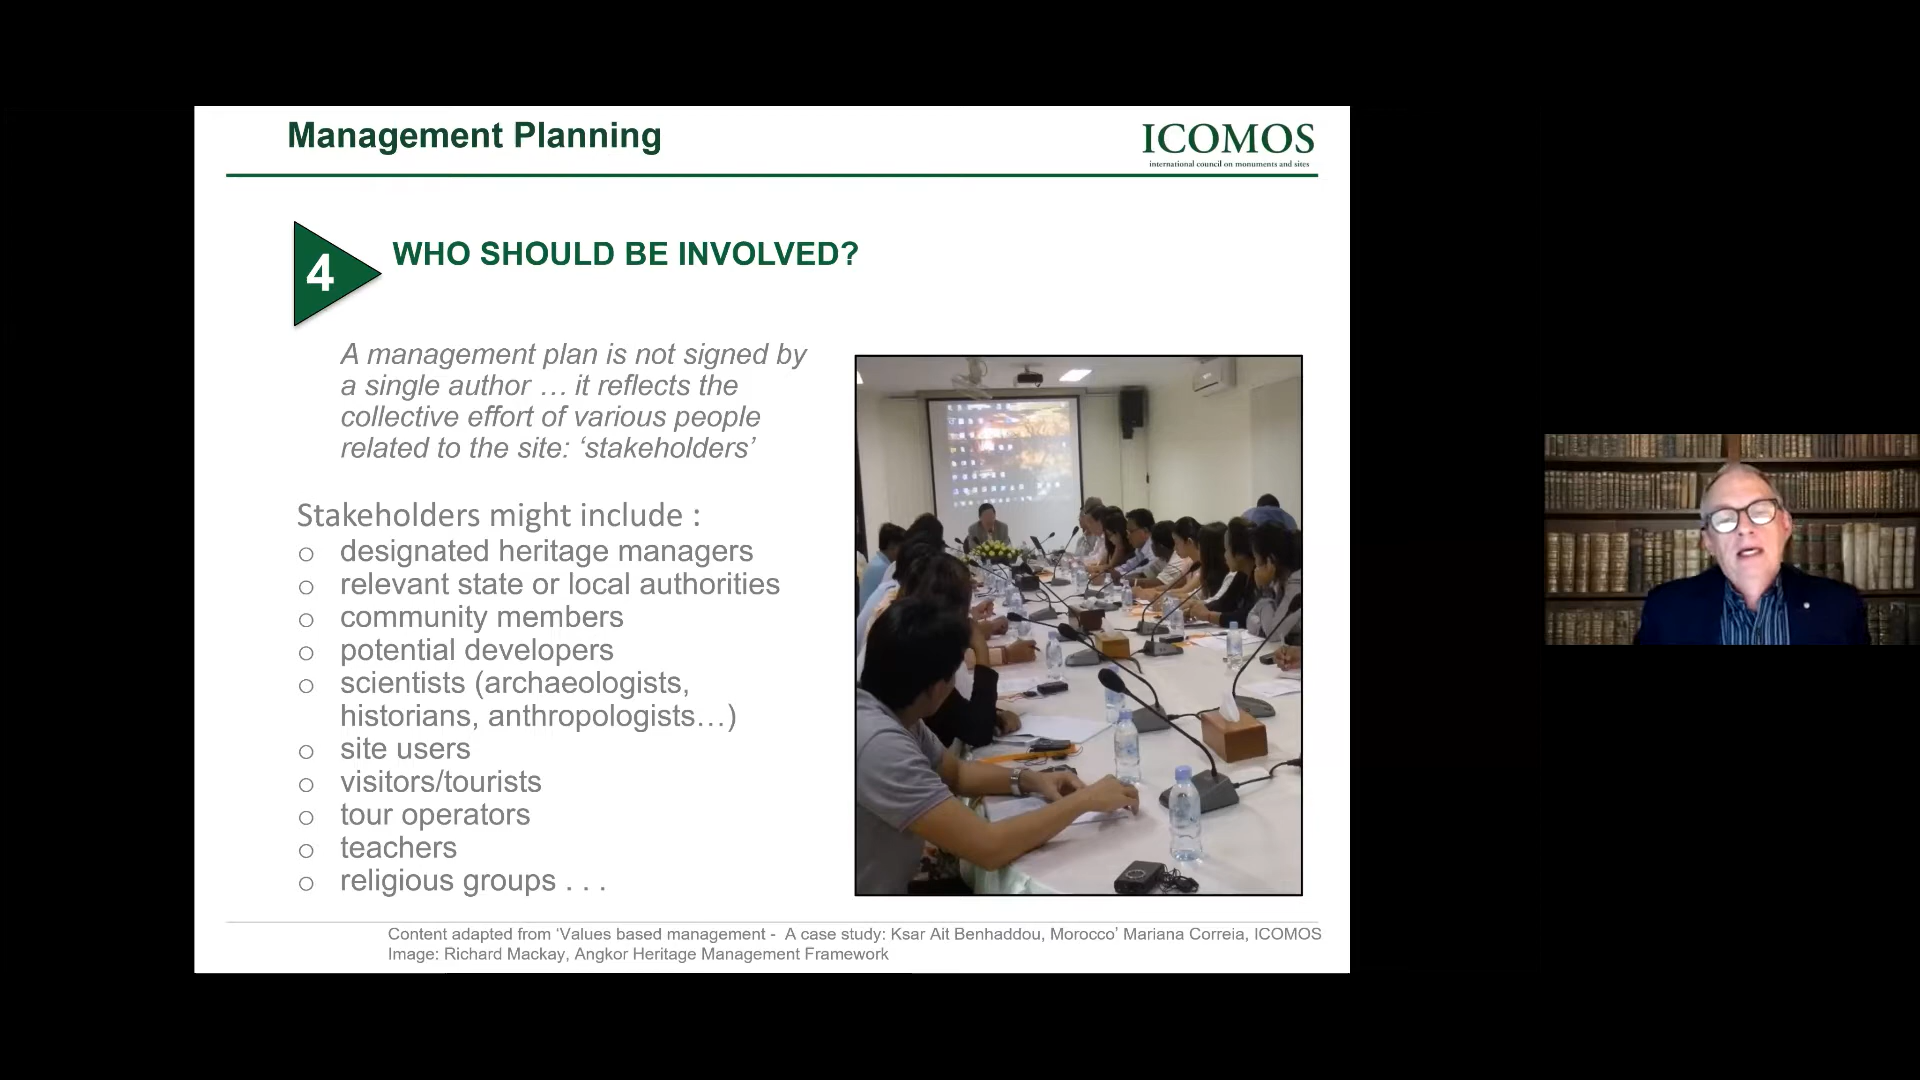 Management Planning
ICOMOS
international council on monuments and sites
4
WHO SHOULD BE INVOLVED?
A management plan is not signed by
a single author … it reflects the
collective effort of various people
related to the site: ‘stakeholders’
Stakeholders might include :
o designated heritage managers
o relevant state or local authorities
o community members
o potential developers
o scientists (archaeologists,
historians, anthropologists…)
o site users
o visitors/tourists
o tour operators
o teachers
o religious groups . . .
Content adapted from ‘Values based management - A case study: Ksar Ait Benhaddou, Morocco’ Mariana Correia, ICOMOS
Image: Richard Mackay, Angkor Heritage Management Framework